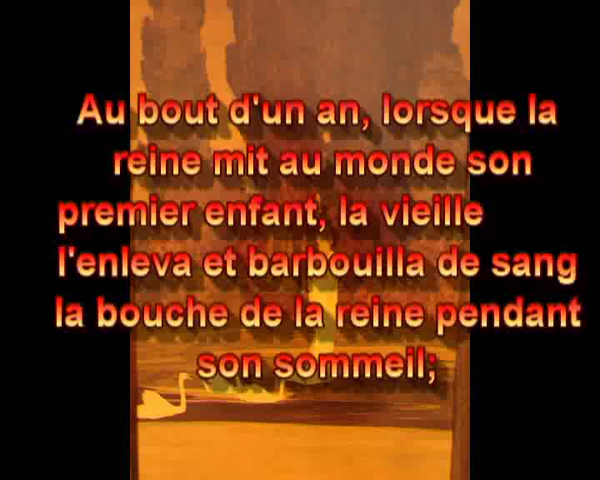 Au bout d'un an, lorsque la
reine mit au monde son
premier enfant, la vieille
l'enleva et barbouilla de sang
la bouche de la reine pendant
son sommeil;